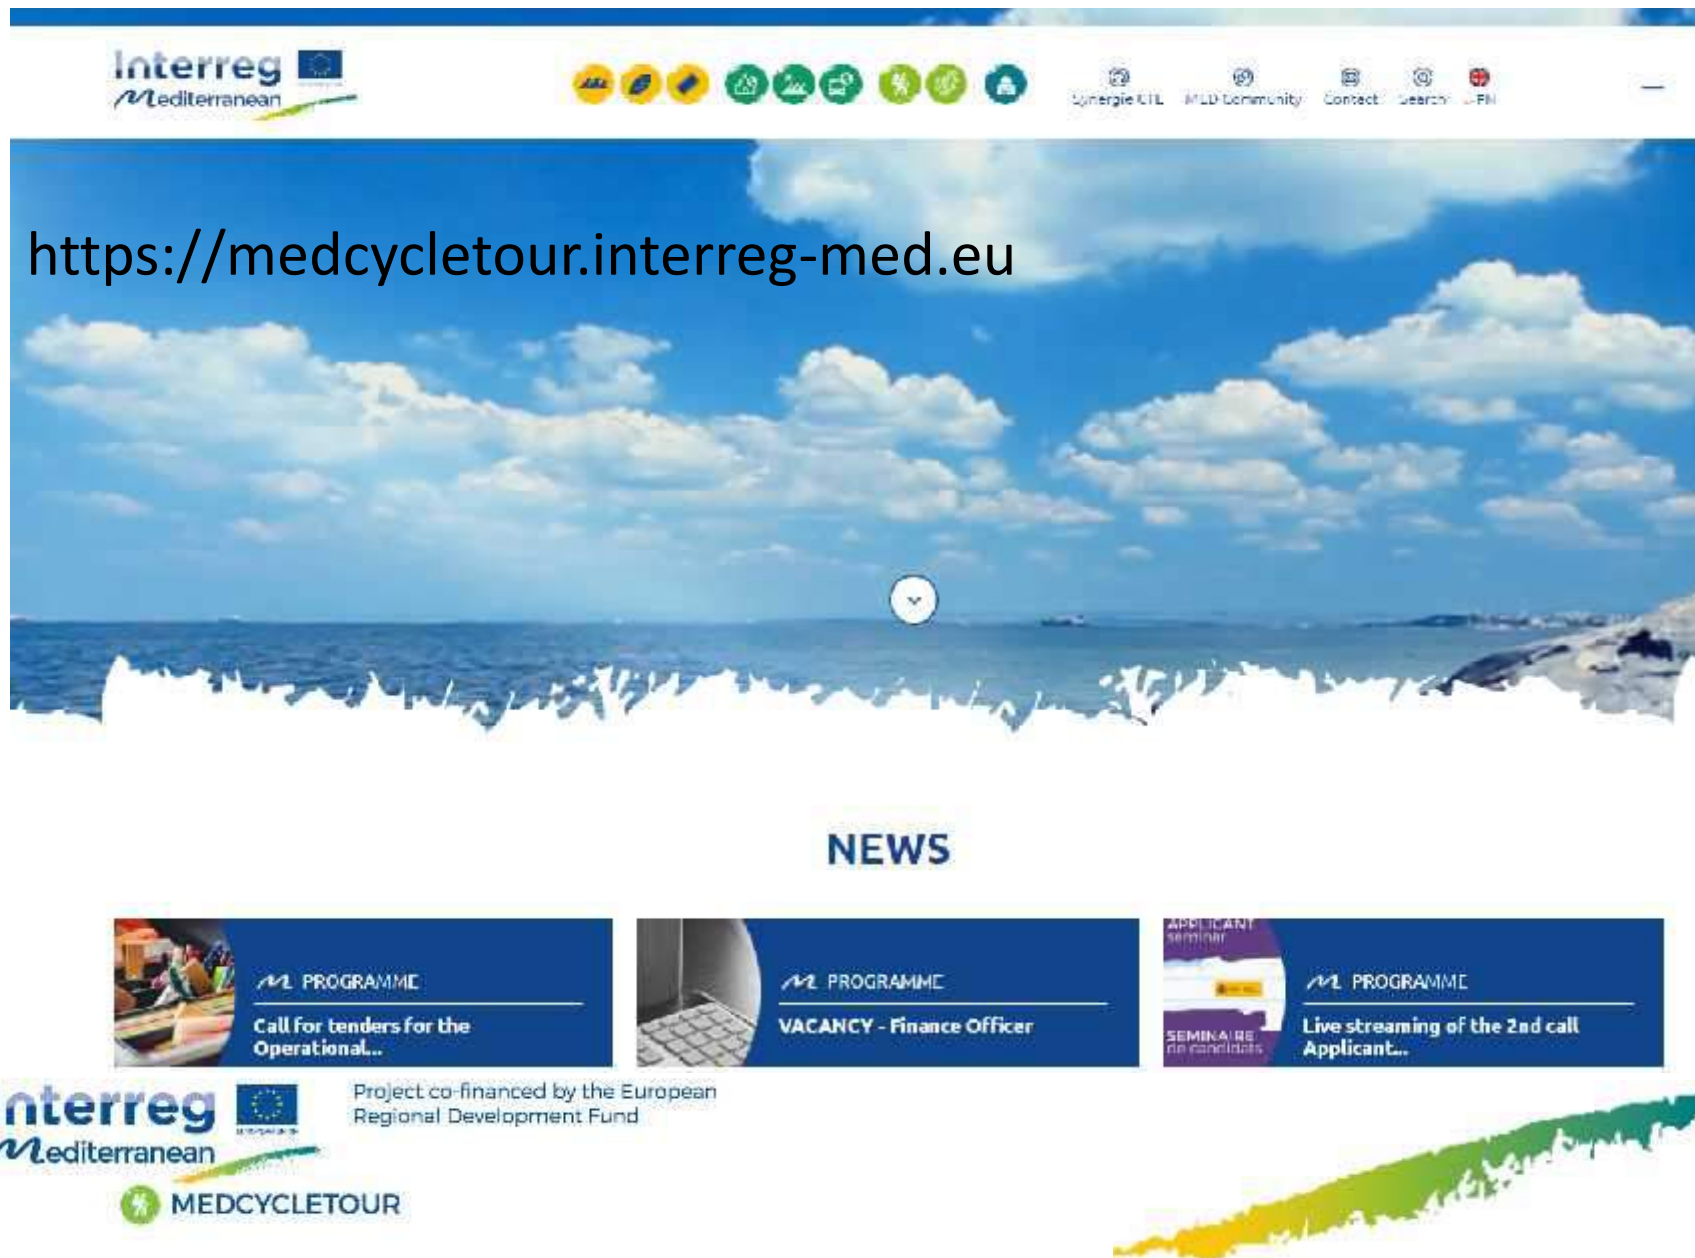 Interreg
Mediterranean
Synergie CTE MED Community Contact Search EN
https://medcycletour.interreg-med.eu
NEWS
PROGRAMME
Call for tenders for the
Operational...
PROGRAMME
VACANCY - Finance Officer
APPLICANT
seminar
SEMINAIRE
de candidats
PROGRAMME
Live streaming of the 2nd call
Applicant...
nterreg
Mediterranean
Project co-financed by the European
Regional Development Fund
MEDCYCLETOUR